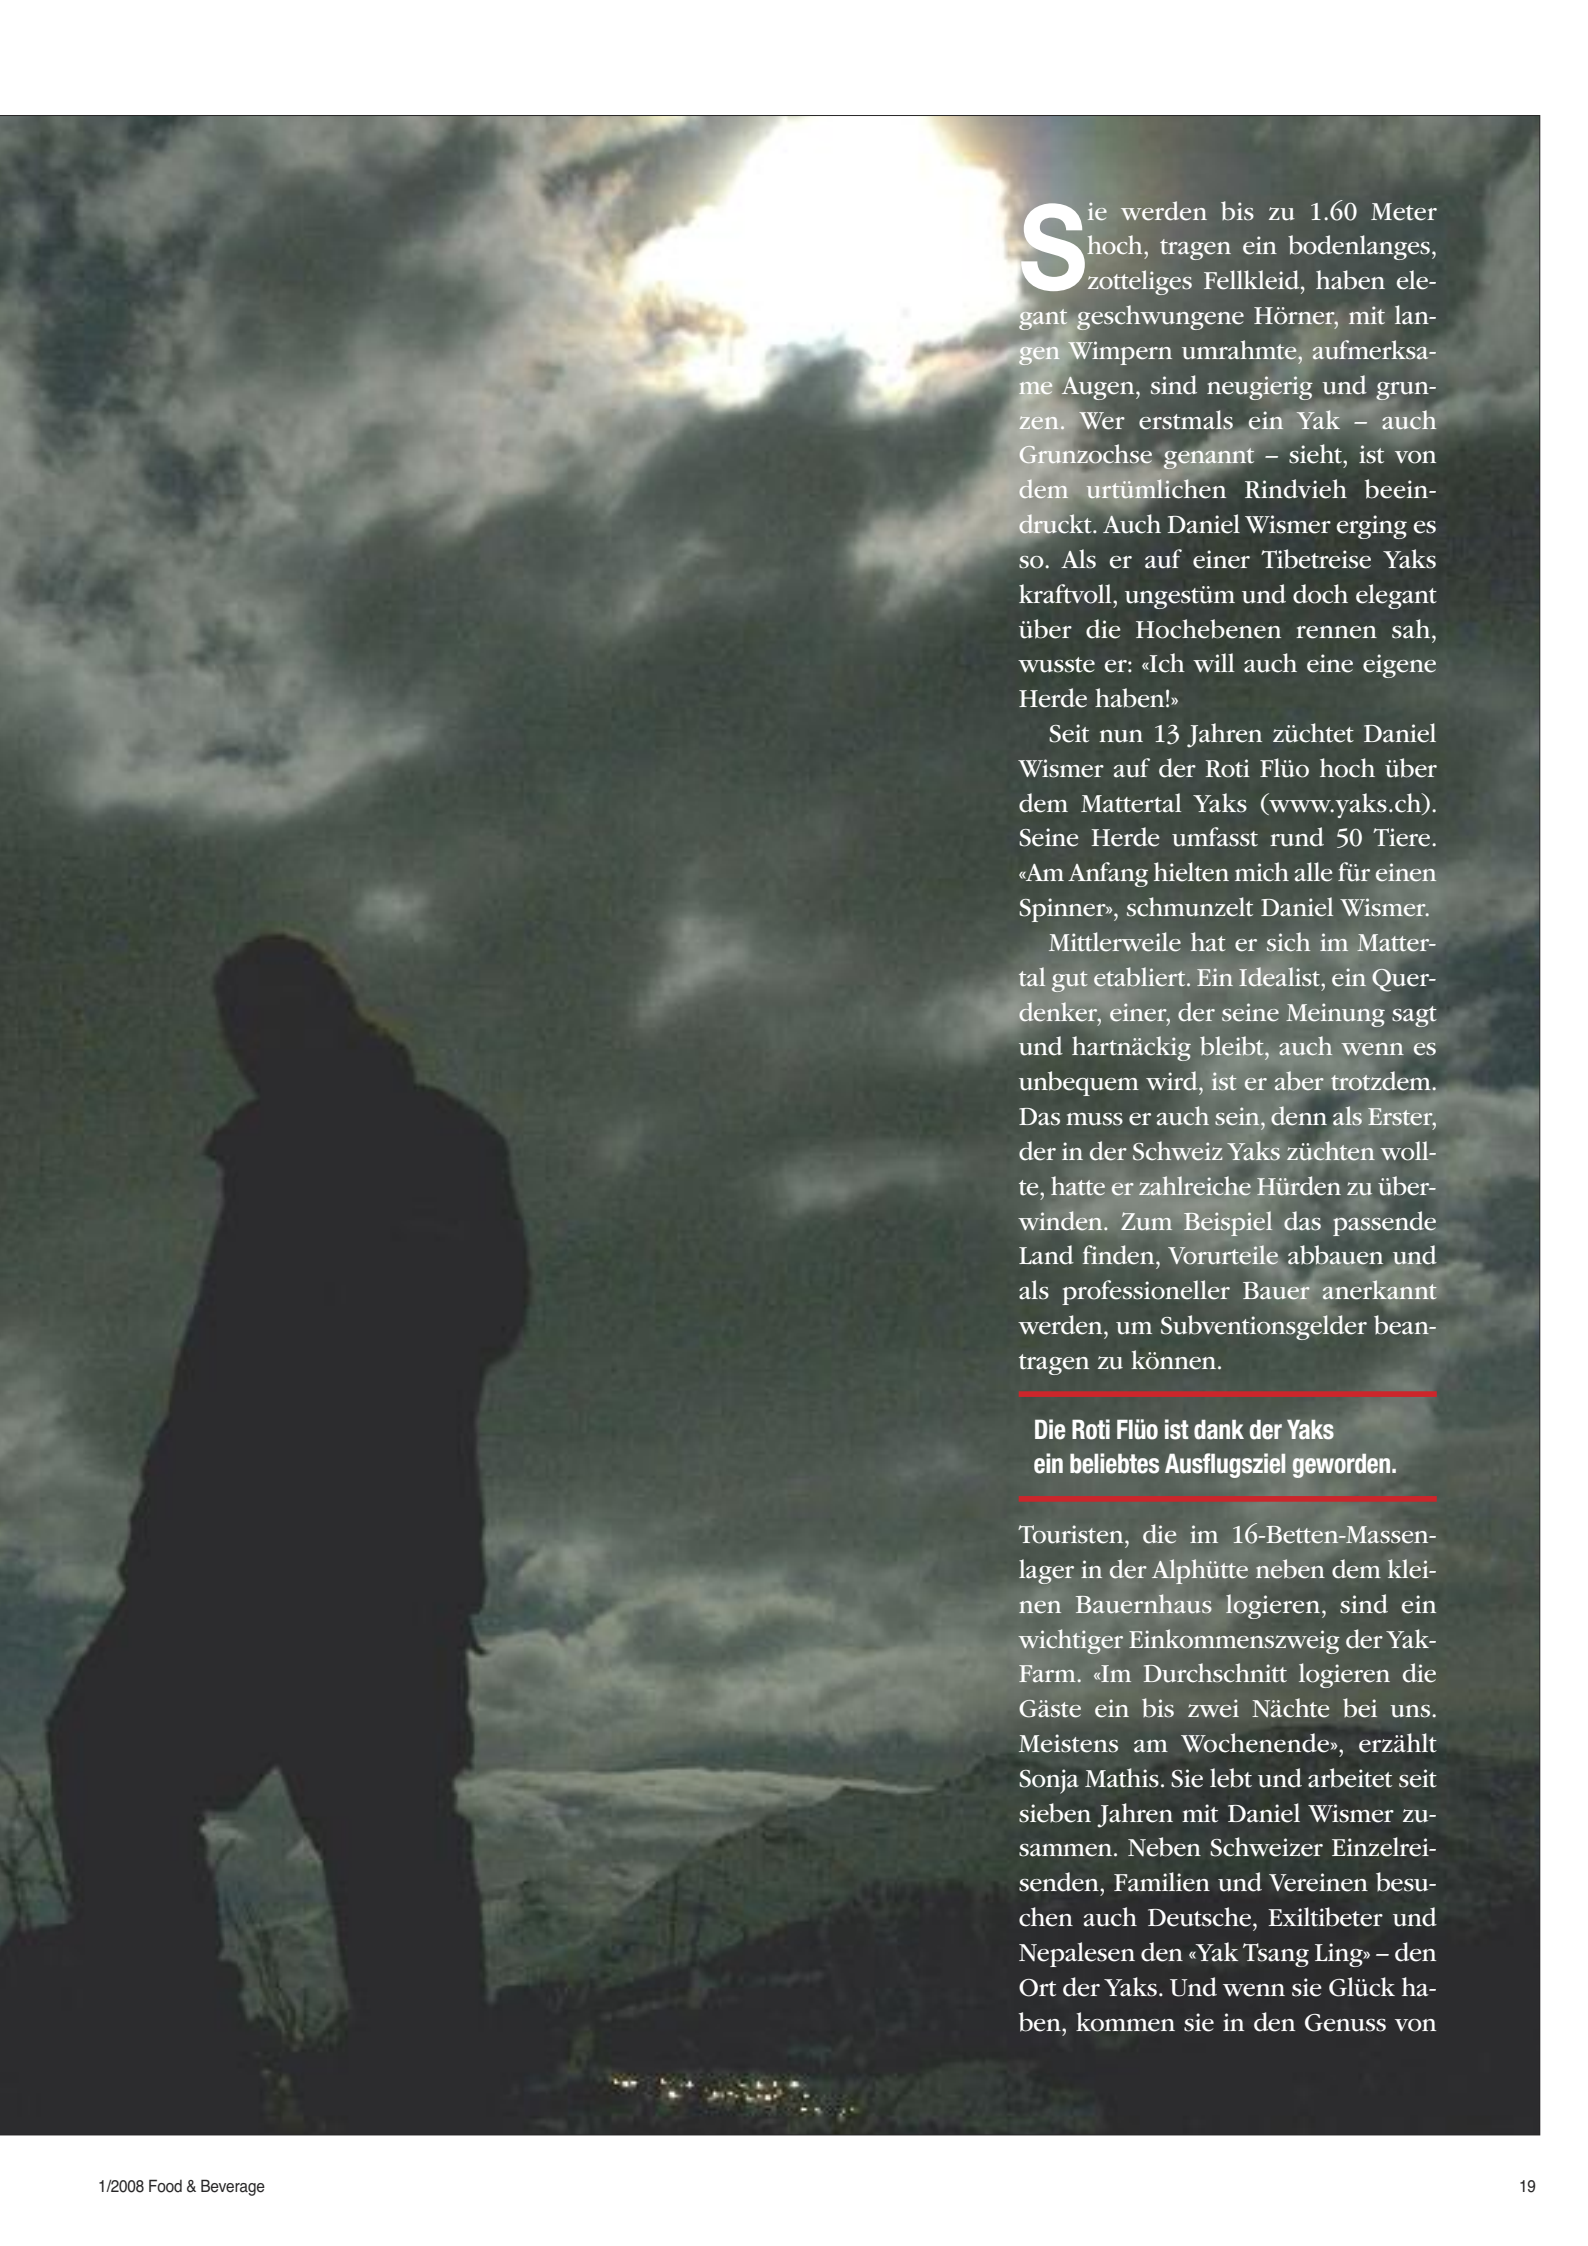 Sie werden bis zu 1.60 Meter
hoch, tragen ein bodenlanges,
zotteliges Fellkleid, haben ele-
gant geschwungene Hörner, mit lan-
gen Wimpern umrahmte, aufmerksa-
me Augen, sind neugierig und grun-
zen. Wer erstmals ein Yak – auch
Grunzochse genannt – sieht, ist von
dem urtümlichen Rindvieh beein-
druckt. Auch Daniel Wismer erging es
so. Als er auf einer Tibetreise Yaks
kraftvoll, ungestüm und doch elegant
über die Hochebenen rennen sah,
wusste er: «Ich will auch eine eigene
Herde haben!»
Seit nun 13 Jahren züchtet Daniel
Wismer auf der Roti Flüo hoch über
dem Mattertal Yaks (www.yaks.ch).
Seine Herde umfasst rund 50 Tiere.
«Am Anfang hielten mich alle für einen
Spinner», schmunzelt Daniel Wismer.
Mittlerweile hat er sich im Matter-
tal gut etabliert. Ein Idealist, ein Quer-
denker, einer, der seine Meinung sagt
und hartnäckig bleibt, auch wenn es
unbequem wird, ist er aber trotzdem.
Das muss er auch sein, denn als Erster,
der in der Schweiz Yaks züchten woll-
te, hatte er zahlreiche Hürden zu über-
winden. Zum Beispiel das passende
Land finden, Vorurteile abbauen und
als professioneller Bauer anerkannt
werden, um Subventionsgelder bean-
tragen zu können.
Die Roti Flüo ist dank der Yaks
ein beliebtes Ausflugsziel geworden.
Touristen, die im 16-Betten-Massen-
lager in der Alphütte neben dem klei-
nen Bauernhaus logieren, sind ein
wichtiger Einkommenszweig der Yak-
Farm. «Im Durchschnitt logieren die
Gäste ein bis zwei Nächte bei uns.
Meistens am Wochenende», erzählt
Sonja Mathis. Sie lebt und arbeitet seit
sieben Jahren mit Daniel Wismer zu-
sammen. Neben Schweizer Einzelrei-
senden, Familien und Vereinen besu-
chen auch Deutsche, Exiltibeter und
Nepalesen den «Yak Tsang Ling» – den
Ort der Yaks. Und wenn sie Glück ha-
ben, kommen sie in den Genuss von
1/2008 Food & Beverage
19